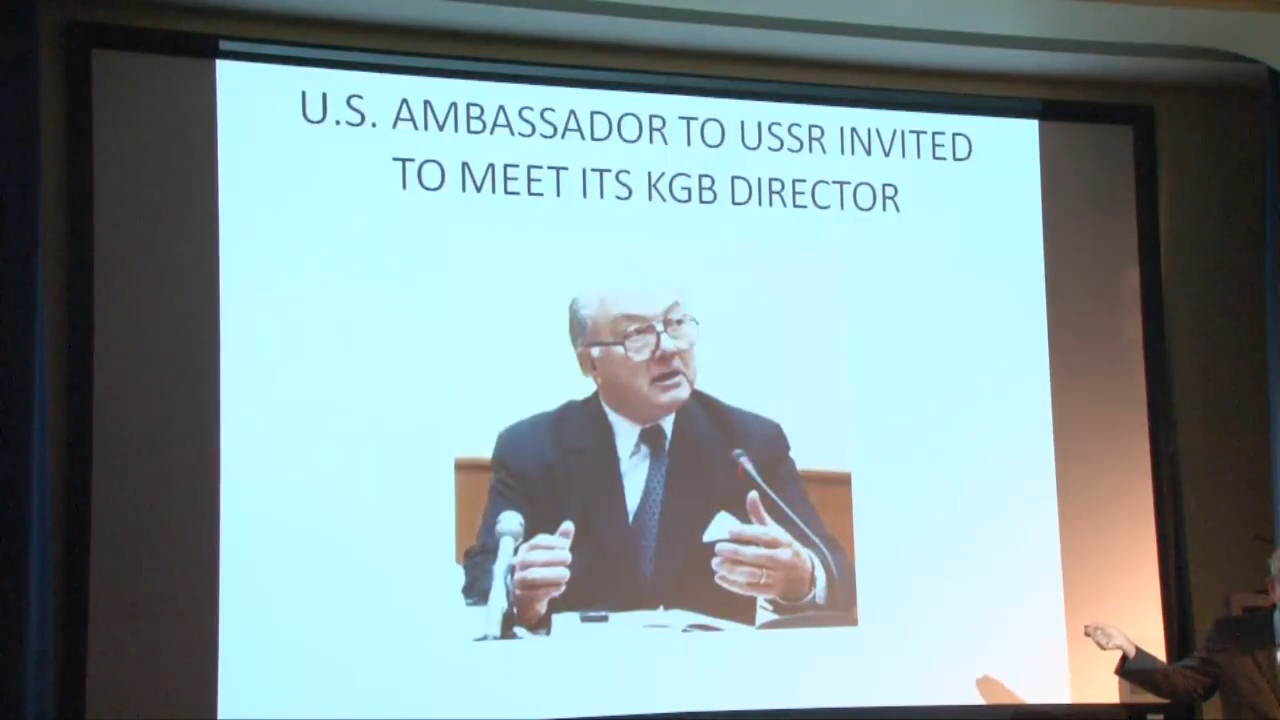 U.S. AMBASSADOR TO USSR INVITED
TO MEET ITS KGB DIRECTOR